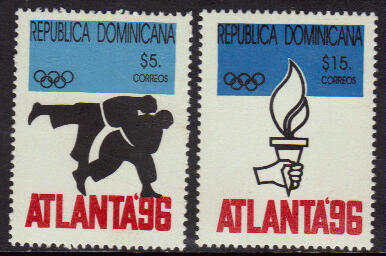 REPUBLICA DOMINICANA
$5.
CORREOS
ATLANTA'96
REPUBLICA DOMINICANA
$15.
CORREOS
ATLANTA'96